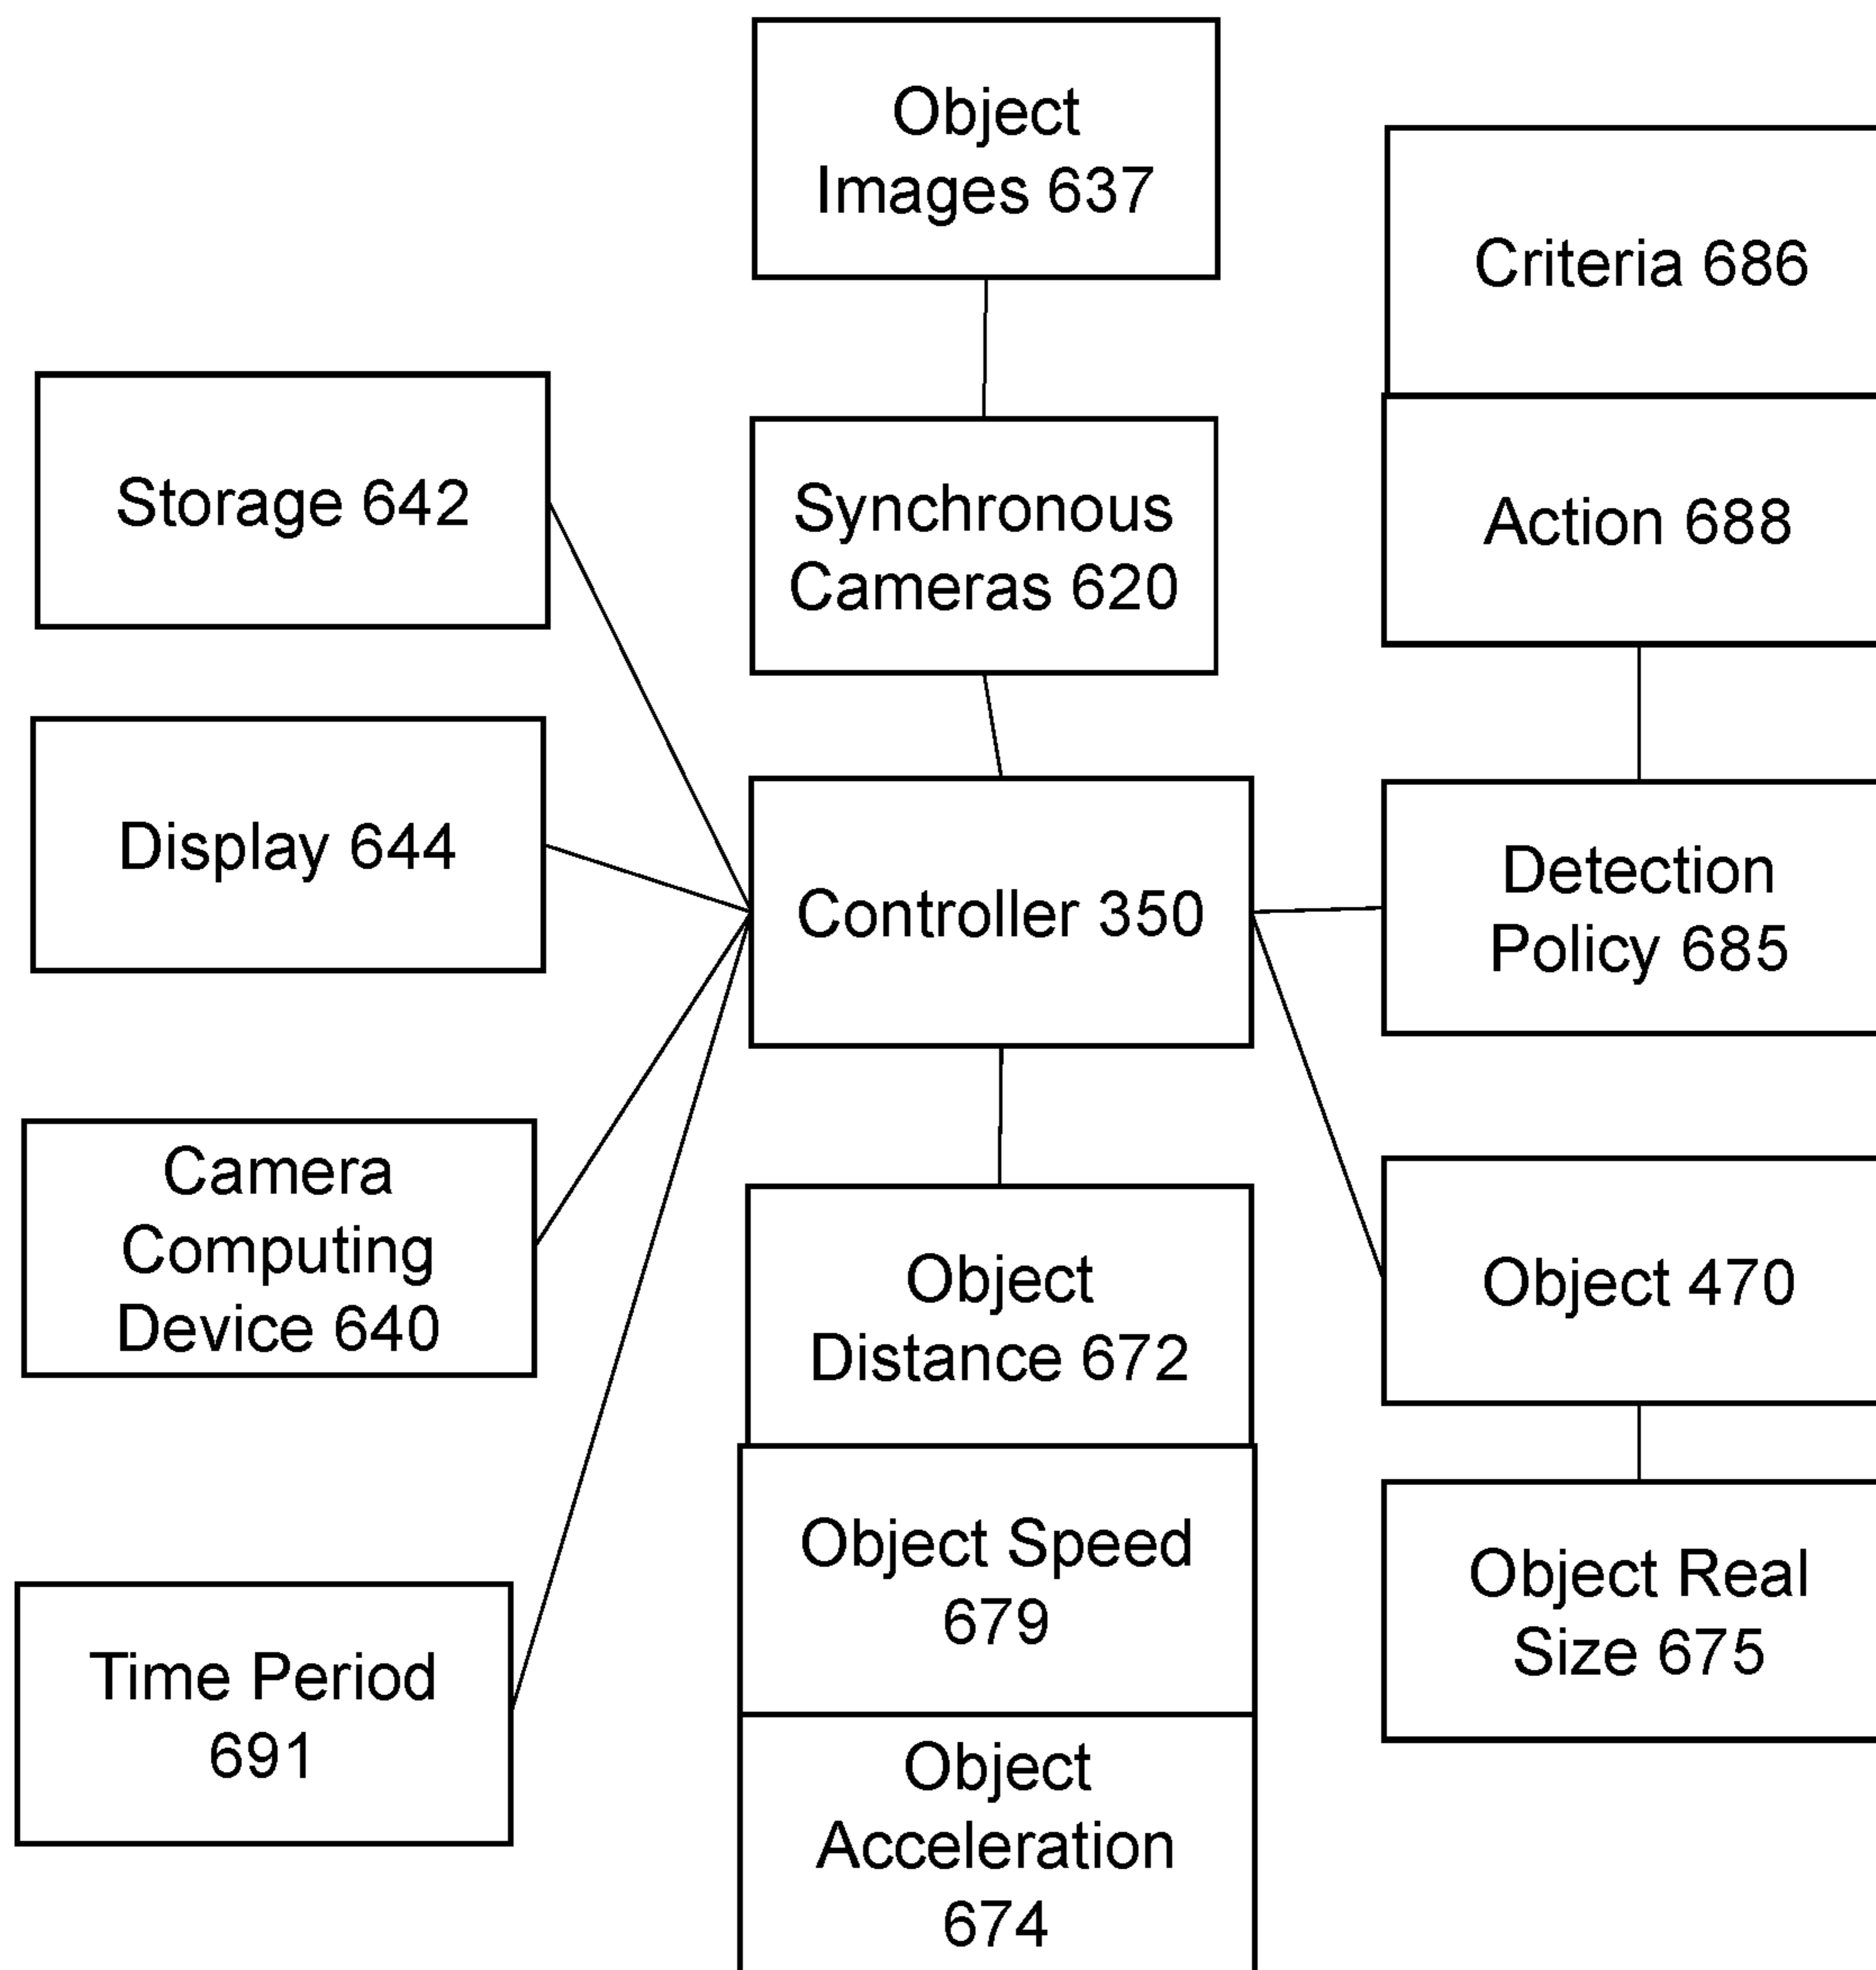 Object
Images 637
Criteria 686
Storage 642
Synchronous
Cameras 620
Action 688
Display 644
Controller 350
Detection
Policy 685
Camera
Computing
Device 640
Object
Distance 672
Object 470
Time Period
691
Object Speed
679
Object Real
Size 675
Object
Acceleration
674